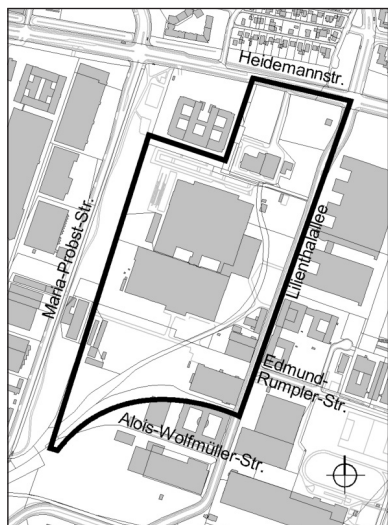 Heidemannstr.
Maria-Probst-Str.
Lilienthalallee
Edmund-
Rumpler-Str.
Alois-Wolfmüller-Str.